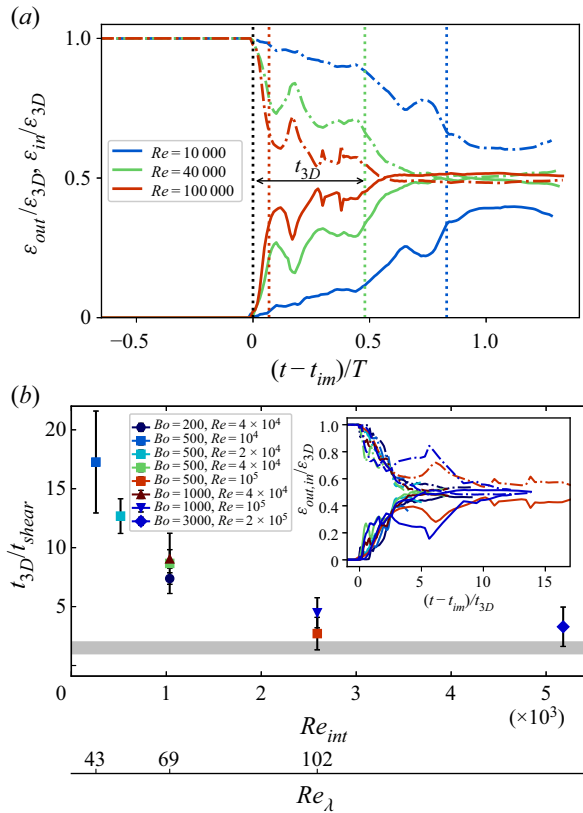 (a)
1.0
0.5
0
ε_out/ε_3D, ε_in/ε_3D
Re = 10 000
Re = 40 000
Re = 100 000
t_3D
−0.5
0
0.5
1.0
(t − t_im)/T
(b)
20
15
10
5
t_3D/t_shear
Bo = 200, Re = 4 × 10^4
Bo = 500, Re = 10^4
Bo = 500, Re = 2 × 10^4
Bo = 500, Re = 4 × 10^4
Bo = 500, Re = 10^5
Bo = 1000, Re = 4 × 10^4
Bo = 1000, Re = 10^5
Bo = 3000, Re = 2 × 10^5
1.0
0.8
0.6
0.4
0.2
0
ε_out,in/ε_3D
0
5
10
15
(t − t_im)/t_3D
0
1
2
3
4
5
(×10^3)
Re_int
43
69
102
Re_λ